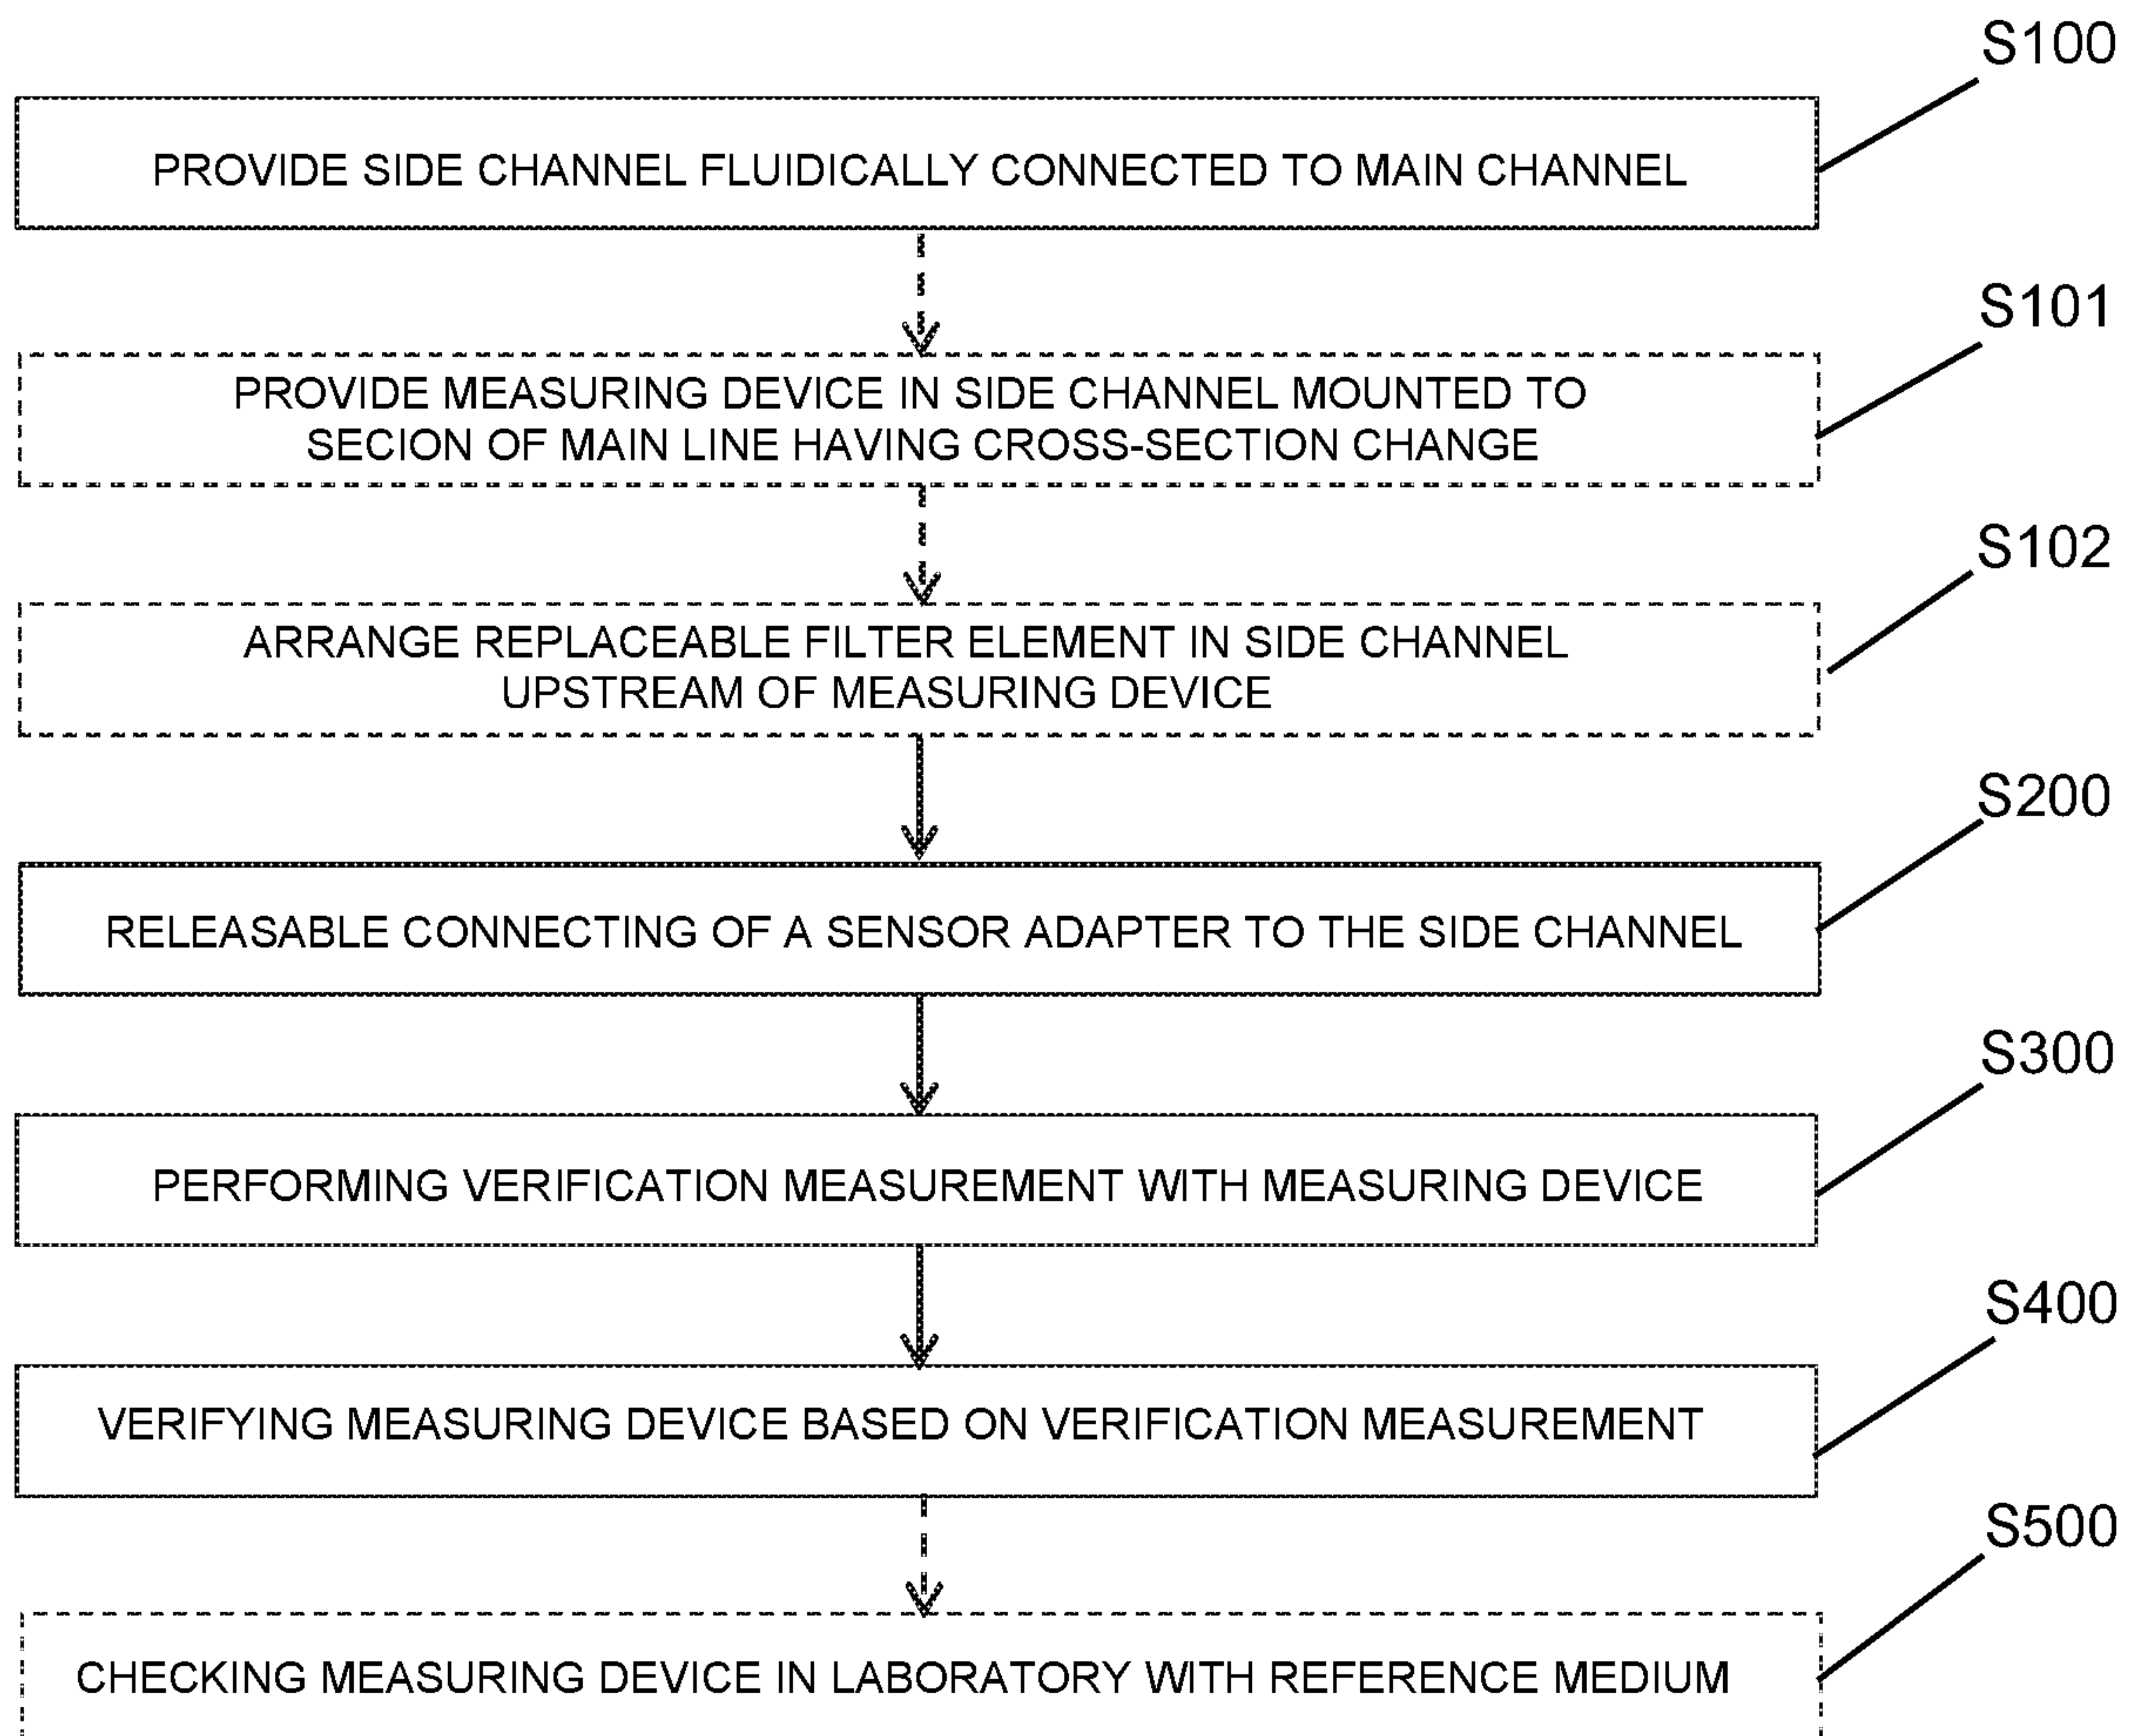 S100
PROVIDE SIDE CHANNEL FLUIDICALLY CONNECTED TO MAIN CHANNEL
S101
PROVIDE MEASURING DEVICE IN SIDE CHANNEL MOUNTED TO
SECION OF MAIN LINE HAVING CROSS-SECTION CHANGE
S102
ARRANGE REPLACEABLE FILTER ELEMENT IN SIDE CHANNEL
UPSTREAM OF MEASURING DEVICE
S200
RELEASABLE CONNECTING OF A SENSOR ADAPTER TO THE SIDE CHANNEL
S300
PERFORMING VERIFICATION MEASUREMENT WITH MEASURING DEVICE
S400
VERIFYING MEASURING DEVICE BASED ON VERIFICATION MEASUREMENT
S500
CHECKING MEASURING DEVICE IN LABORATORY WITH REFERENCE MEDIUM